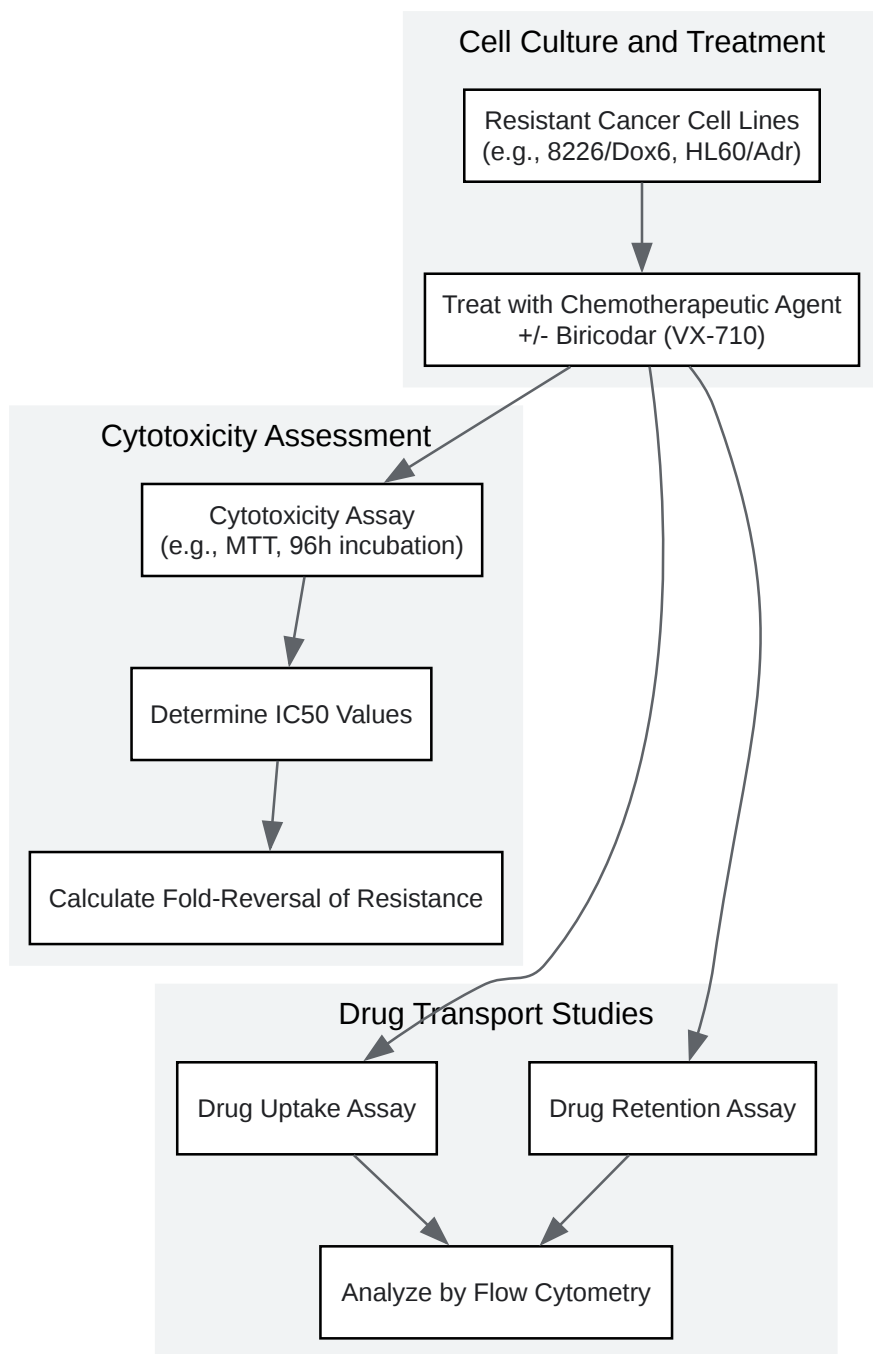 Cell Culture and Treatment
Resistant Cancer Cell Lines
(e.g., 8226/Dox6, HL60/Adr)
Treat with Chemotherapeutic Agent
+/- Biricodar (VX-710)
Cytotoxicity Assessment
Cytotoxicity Assay
(e.g., MTT, 96h incubation)
Determine IC50 Values
Calculate Fold-Reversal of Resistance
Drug Transport Studies
Drug Uptake Assay
Drug Retention Assay
Analyze by Flow Cytometry